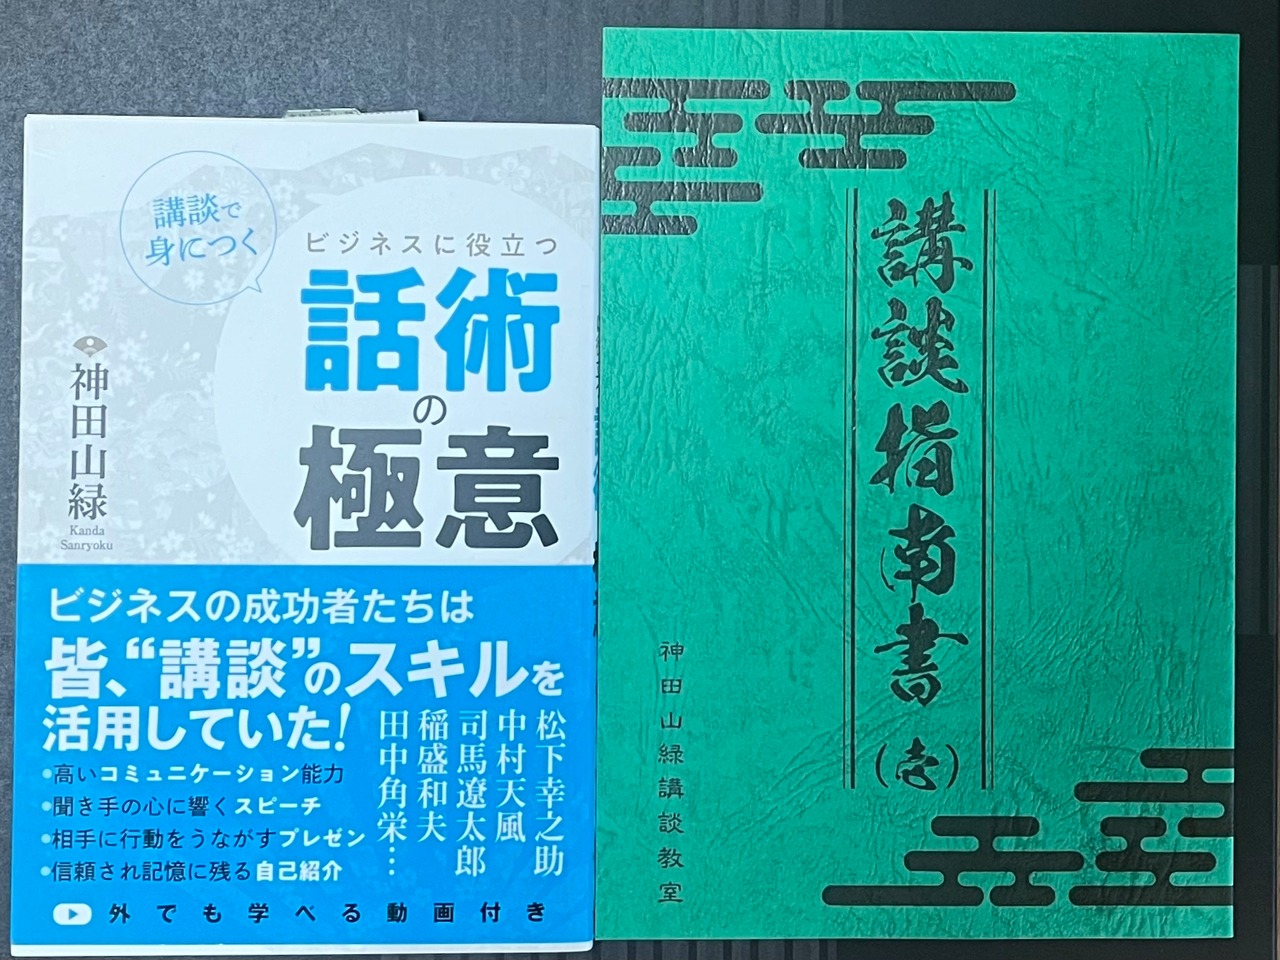 講談で
身につく
ビジネスに役立つ
話術
の
極意
神田山緑
Kanda
Sanryoku
ビジネスの成功者たちは
皆、“講談”のスキルを
活用していた!
松下幸之助
中村天風
司馬遼太郎
稲盛和夫
田中角栄…
•高いコミュニケーション能力
•聞き手の心に響くスピーチ
•相手に行動をうながすプレゼン
•信頼され記憶に残る自己紹介
外でも学べる動画付き
講談指南書(壱)
神田山緑講談教室